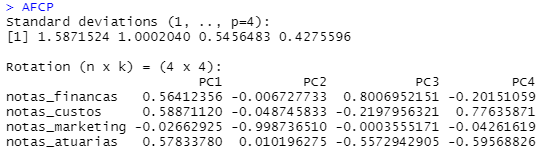 > AFCP
Standard deviations (1, .., p=4):
[1] 1.5871524 1.0002040 0.5456483 0.4275596

Rotation (n x k) = (4 x 4):
                        PC1          PC2           PC3         PC4
notas_financas   0.56412356 -0.006727733  0.8006952151 -0.20151059
notas_custos     0.58871120 -0.048745833 -0.2197956321  0.77635871
notas_marketing -0.02662925 -0.998736510 -0.0003555171 -0.04261619
notas_atuarias   0.57833780  0.010196275 -0.5572942905 -0.59568826